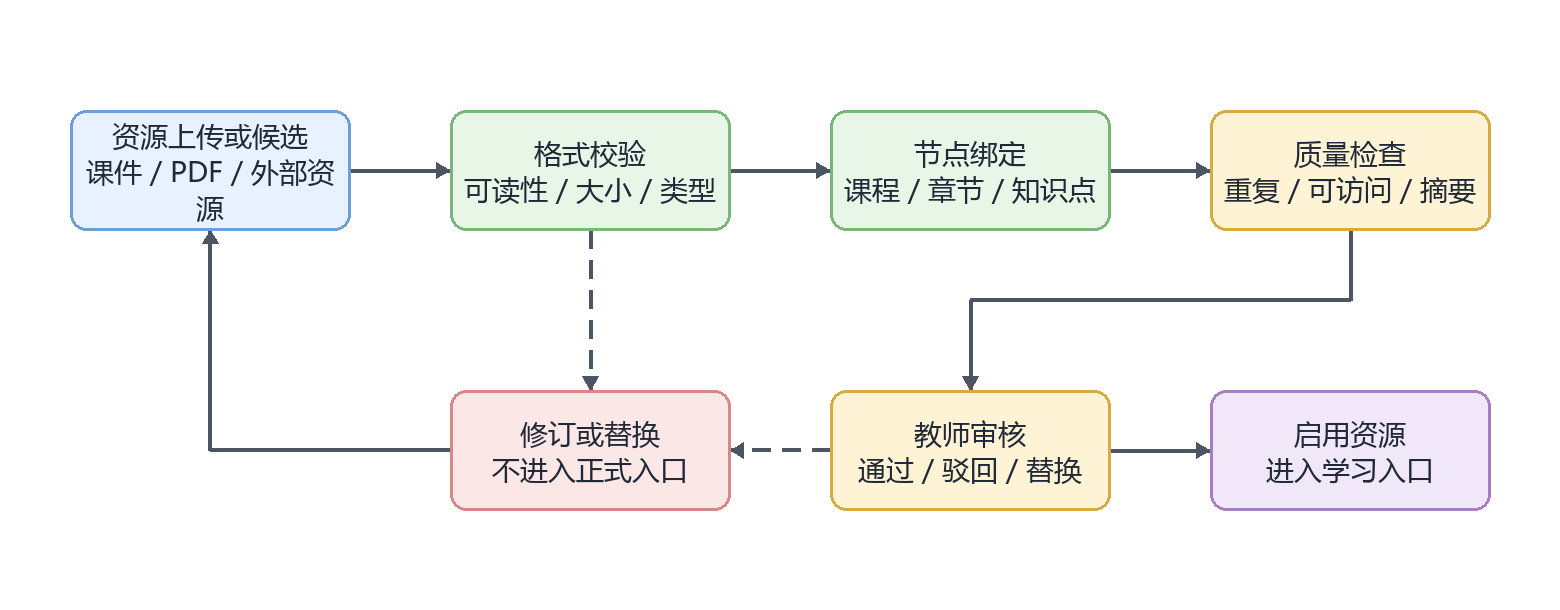 资源上传或候选
课件 / PDF / 外部资
源
格式校验
可读性 / 大小 / 类型
节点绑定
课程 / 章节 / 知识点
质量检查
重复 / 可访问 / 摘要
修订或替换
不进入正式入口
教师审核
通过 / 驳回 / 替换
启用资源
进入学习入口